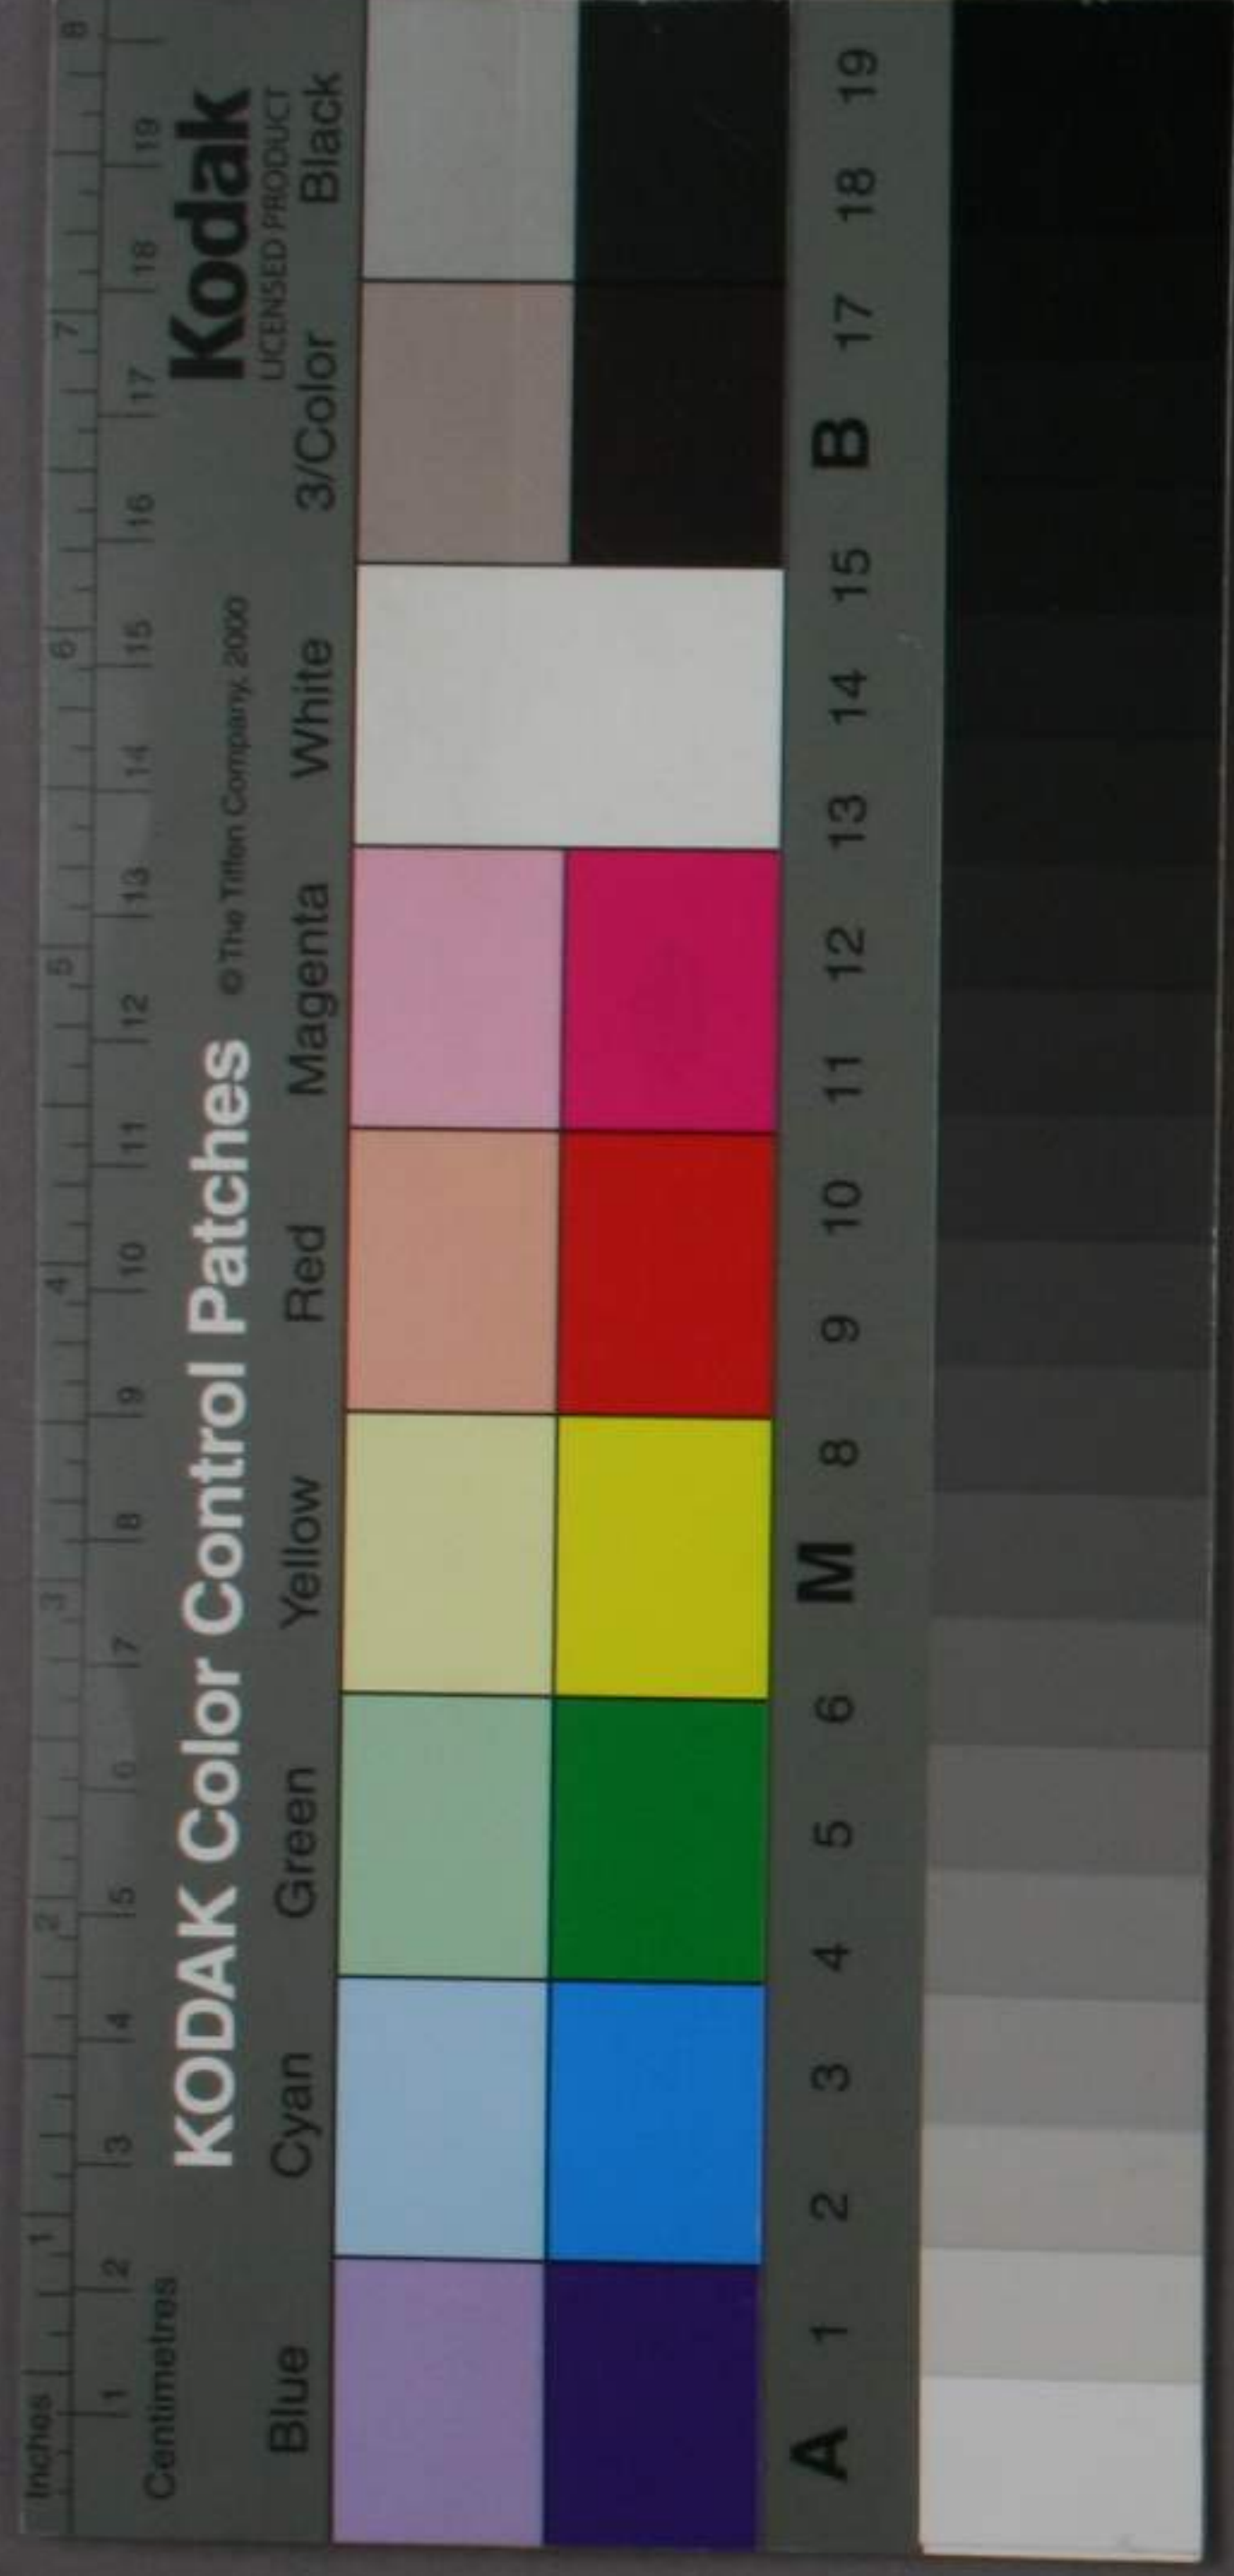 Inches 1 2 3 4 5 6 7 8
Centimetres 1 2 3 4 5 6 7 8 9 10 11 12 13 14 15 16 17 18 19
KODAK Color Control Patches © The Tiffen Company, 2000 Kodak
LICENSED PRODUCT
Blue Cyan Green Yellow Red Magenta White 3/Color Black
A 1 2 3 4 5 6 M 8 9 10 11 12 13 14 15 B 17 18 19